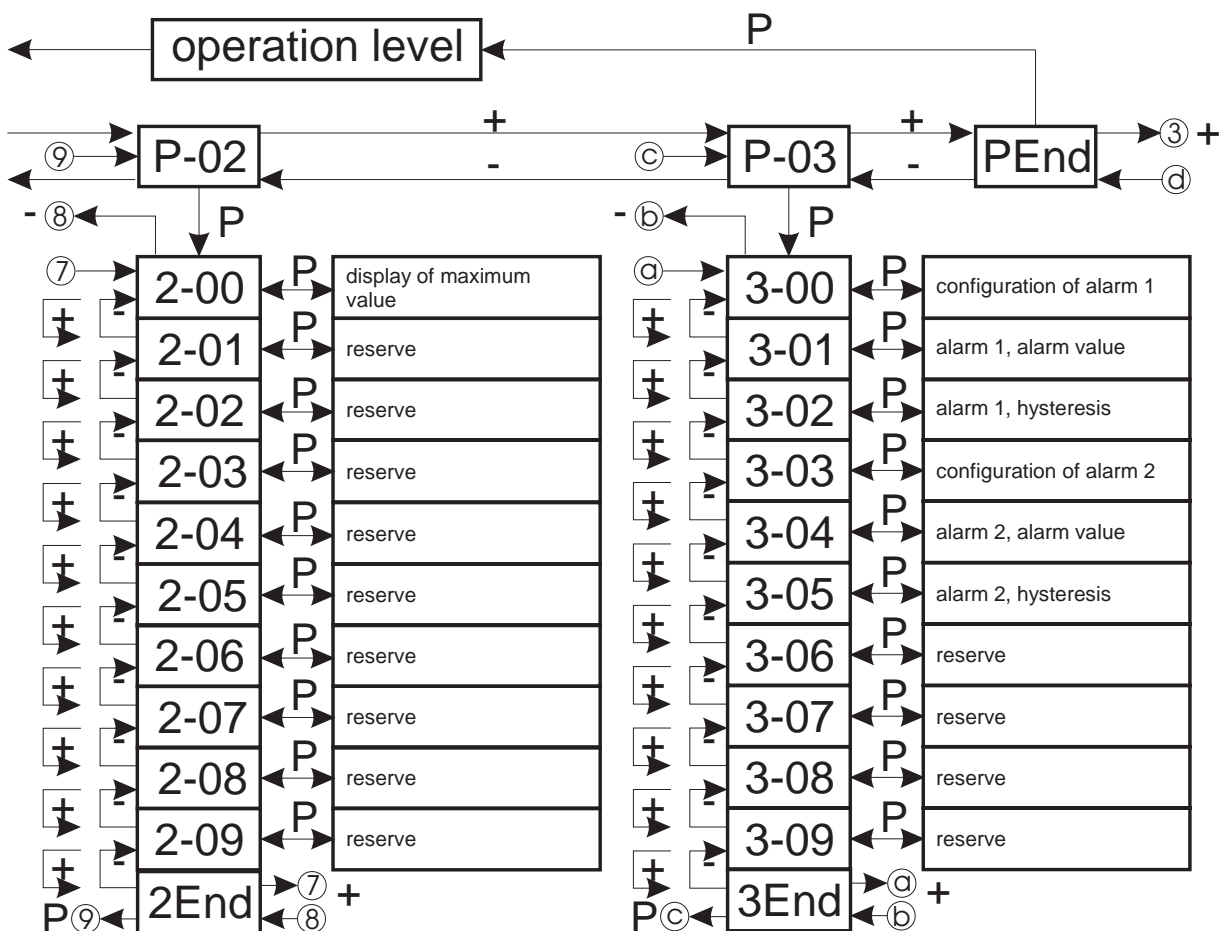 P
operation level
+ + ③ +
⑨ P-02 ⓒ P-03 PEnd
- - ⓓ
- ⑧ P - ⓑ P
⑦ 2-00 P display of maximum value ⓐ 3-00 P configuration of alarm 1
+ - + -
2-01 P reserve 3-01 P alarm 1, alarm value
+ - + -
2-02 P reserve 3-02 P alarm 1, hysteresis
+ - + -
2-03 P reserve 3-03 P configuration of alarm 2
+ - + -
2-04 P reserve 3-04 P alarm 2, alarm value
+ - + -
2-05 P reserve 3-05 P alarm 2, hysteresis
+ - + -
2-06 P reserve 3-06 P reserve
+ - + -
2-07 P reserve 3-07 P reserve
+ - + -
2-08 P reserve 3-08 P reserve
+ - + -
2-09 P reserve 3-09 P reserve
+ - + -
2End ⑦ + 3End ⓐ +
P ⑨ ⑧ P ⓒ ⓑ